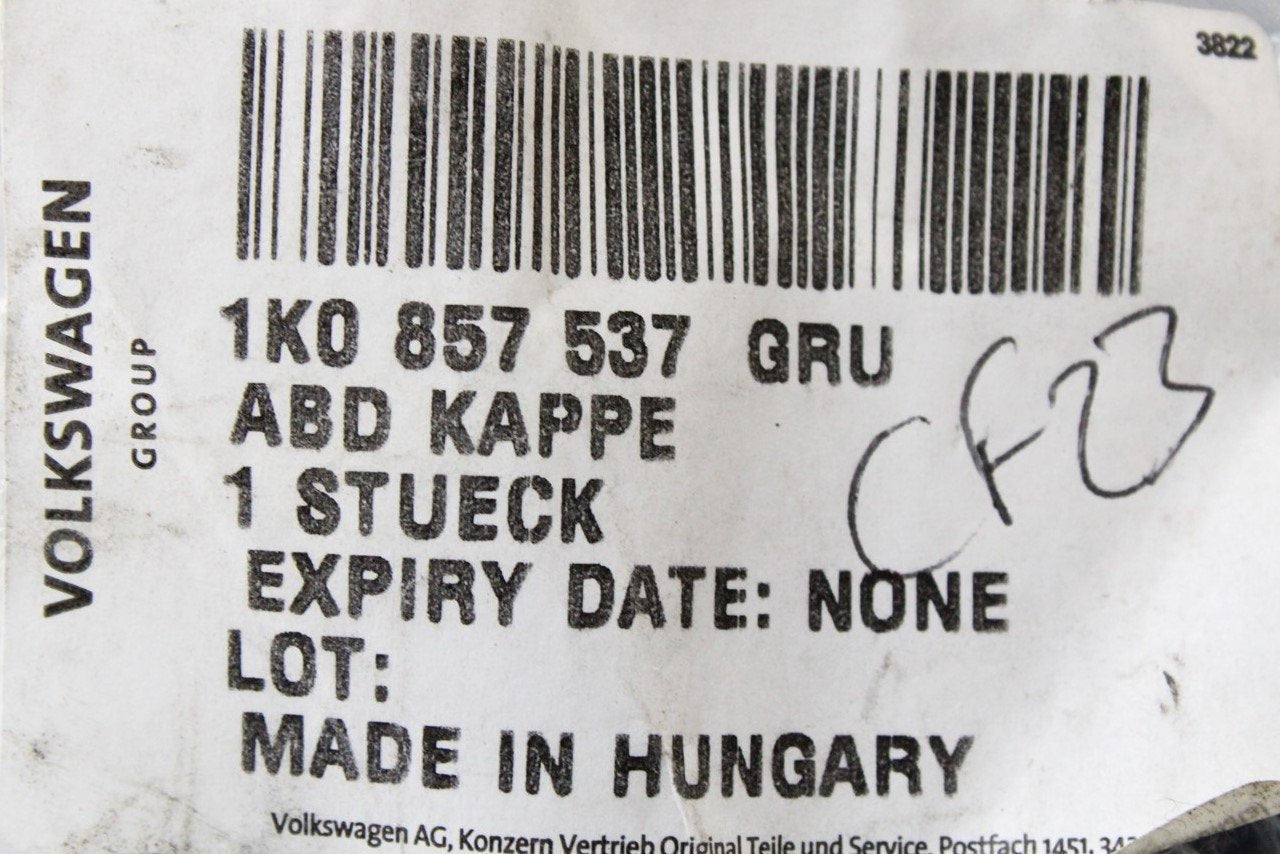 3822
VOLKSWAGEN
GROUP
1K0 857 537 GRU
ABD KAPPE
1 STUECK
EXPIRY DATE: NONE
LOT:
MADE IN HUNGARY
CF23
Volkswagen AG, Konzern Vertrieb Original Teile und Service, Postfach 1451,